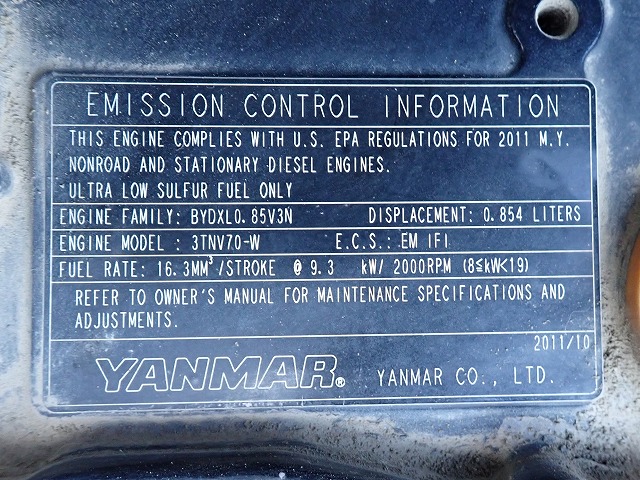 EMISSION CONTROL INFORMATION
THIS ENGINE COMPLIES WITH U.S. EPA REGULATIONS FOR 2011 M.Y.
NONROAD AND STATIONARY DIESEL ENGINES.
ULTRA LOW SULFUR FUEL ONLY
ENGINE FAMILY: BYDXL0.85V3N DISPLACEMENT: 0.854 LITERS
ENGINE MODEL : 3TNV70-W E.C.S.: EM IFI
FUEL RATE: 16.3MM³/STROKE @ 9.3 kW/ 2000RPM (8≦kW<19)
REFER TO OWNER'S MANUAL FOR MAINTENANCE SPECIFICATIONS AND
ADJUSTMENTS.
2011/10
YANMAR® YANMAR CO., LTD.